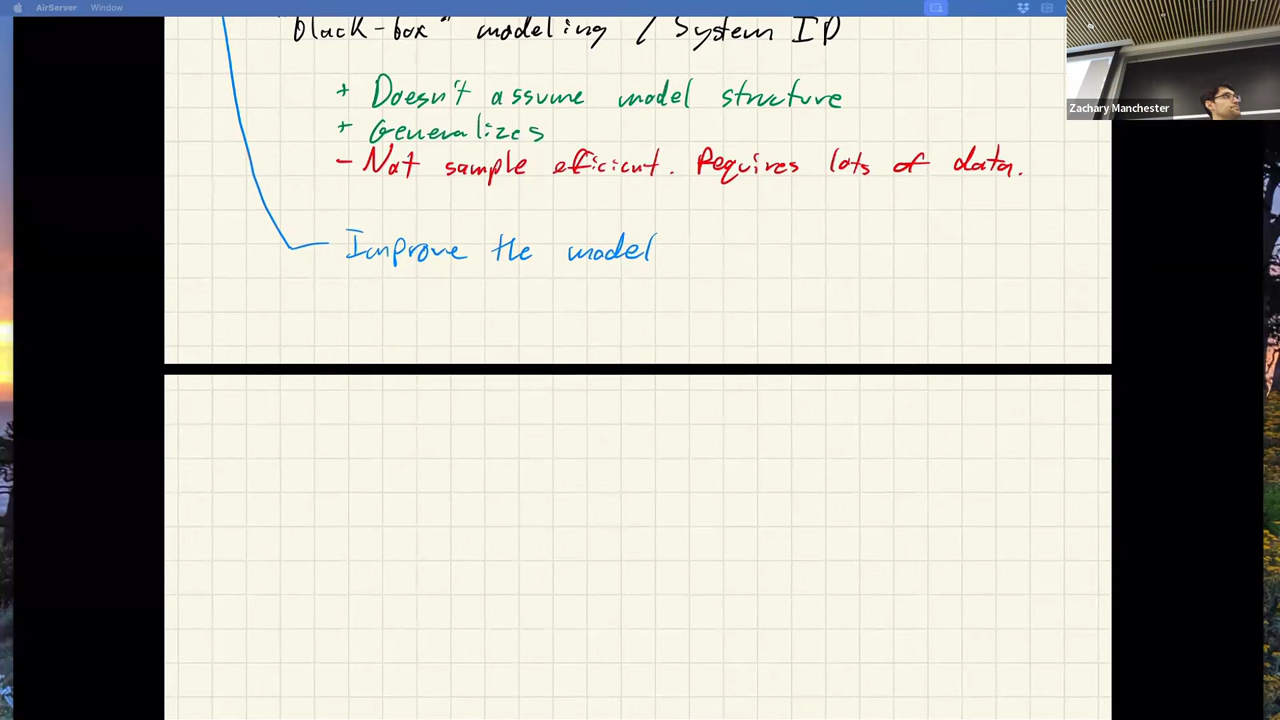 AirServer Window
"Black-box" modeling / System ID
+ Doesn't assume model structure
+ Generalizes
- Not sample efficient. Requires lots of data.
Improve the model
Zachary Manchester